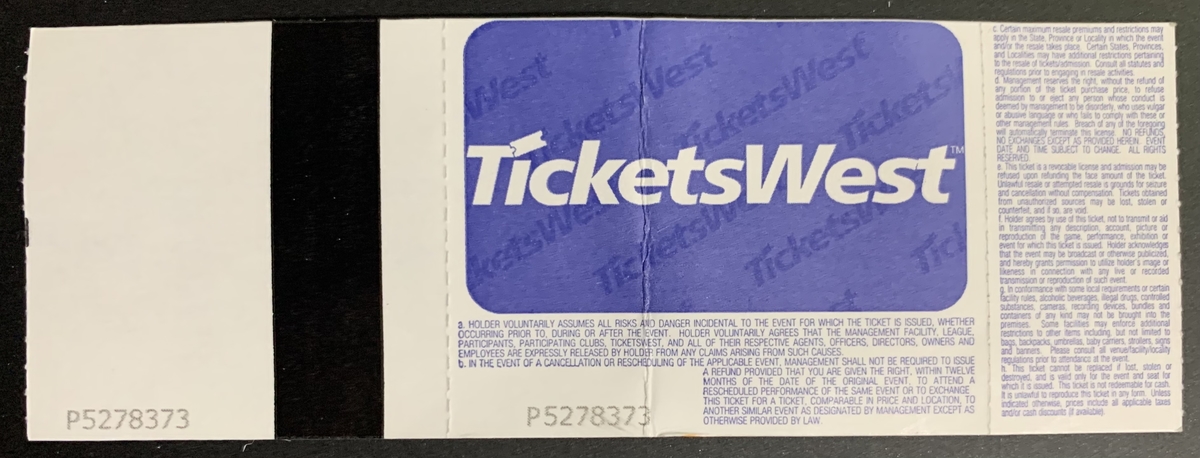 West
TicketsWest
TicketsWest
TicketsWest
TicketsWest™
ketsWest
TicketsWest
TicketsWest
Tick
a. HOLDER VOLUNTARILY ASSUMES ALL RISKS AND DANGER INCIDENTAL TO THE EVENT FOR WHICH THE TICKET IS ISSUED, WHETHER
OCCURRING PRIOR TO, DURING OR AFTER THE EVENT. HOLDER VOLUNTARILY AGREES THAT THE MANAGEMENT FACILITY, LEAGUE,
PARTICIPANTS, PARTICIPATING CLUBS, TICKETSWEST, AND ALL OF THEIR RESPECTIVE AGENTS, OFFICERS, DIRECTORS, OWNERS AND
EMPLOYEES ARE EXPRESSLY RELEASED BY HOLDER FROM ANY CLAIMS ARISING FROM SUCH CAUSES.
b. IN THE EVENT OF A CANCELLATION OR RESCHEDULING OF THE APPLICABLE EVENT, MANAGEMENT SHALL NOT BE REQUIRED TO ISSUE
A REFUND PROVIDED THAT YOU ARE GIVEN THE RIGHT, WITHIN TWELVE
MONTHS OF THE DATE OF THE ORIGINAL EVENT, TO ATTEND A
RESCHEDULED PERFORMANCE OF THE SAME EVENT OR TO EXCHANGE
THIS TICKET FOR A TICKET, COMPARABLE IN PRICE AND LOCATION, TO
ANOTHER SIMILAR EVENT AS DESIGNATED BY MANAGEMENT EXCEPT AS
OTHERWISE PROVIDED BY LAW.
P5278373
P5278373
c. Certain maximum resale premiums and restrictions may
apply in the State, Province or Locality in which the event
and/or the resale takes place. Certain States, Provinces,
and Localities may have additional restrictions pertaining
to the resale of tickets/admission. Consult all statutes and
regulations prior to engaging in resale activities.
d. Management reserves the right, without the refund of
any portion of the ticket purchase price, to refuse
admission to or eject any person whose conduct is
deemed by management to be disorderly, who uses vulgar
or abusive language or who fails to comply with these or
other management rules. Breach of any of the foregoing
will automatically terminate this license. NO REFUNDS,
NO EXCHANGES EXCEPT AS PROVIDED HEREIN. EVENT
DATE AND TIME SUBJECT TO CHANGE. ALL RIGHTS
RESERVED.
e. This ticket is a revocable license and admission may be
refused upon refunding the face amount of the ticket.
Unlawful resale or attempted resale is grounds for seizure
and cancellation without compensation. Tickets obtained
from unauthorized sources may be lost, stolen or
counterfeit, and if so, are void.
f. Holder agrees by use of this ticket, not to transmit or aid
in transmitting any description, account, picture or
reproduction of the game, performance, exhibition or
event for which this ticket is issued. Holder acknowledges
that the event may be broadcast or otherwise publicized,
and hereby grants permission to utilize holder's image or
likeness in connection with any live or recorded
transmission or reproduction of such event.
g. In conformance with some local requirements or certain
facility rules, alcoholic beverages, illegal drugs, controlled
substances, cameras, recording devices, bundles and
containers of any kind may not be brought into the
premises. Some facilities may enforce additional
restrictions to other items including, but not limited to
bags, backpacks, umbrellas, baby carriers, strollers, signs
and banners. Please consult all venue/facility/locality
regulations prior to attendance at the event.
h. This ticket cannot be replaced if lost, stolen or
destroyed, and is valid only for the event and seat for
which it is issued. This ticket is not redeemable for cash.
It is unlawful to reproduce this ticket in any form. Unless
indicated otherwise, prices include all applicable taxes
and/or cash discounts (if available).